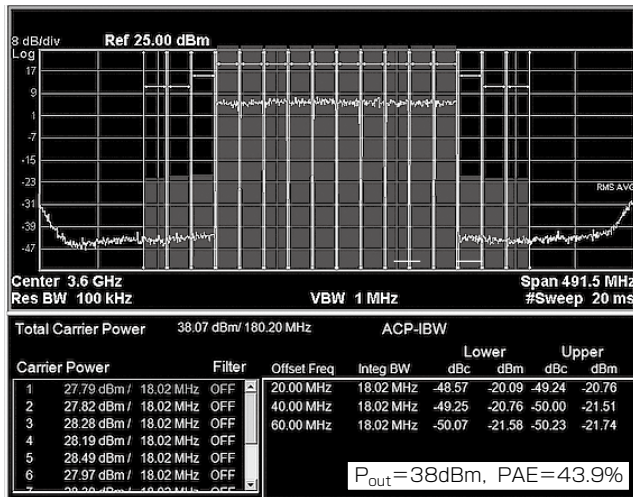 8 dB/div Ref 25.00 dBm
Log
17
9
1
-7
-15
-23
-31
-39
-47
RMS AVG
Center 3.6 GHz Span 491.5 MHz
Res BW 100 kHz VBW 1 MHz #Sweep 20 ms
Total Carrier Power 38.07 dBm/ 180.20 MHz ACP-IBW
Lower Upper
Carrier Power Filter Offset Freq Integ BW dBc dBm dBc dBm
1 27.79 dBm / 18.02 MHz OFF 20.00 MHz 18.02 MHz -48.57 -20.09 -49.24 -20.76
2 27.82 dBm / 18.02 MHz OFF 40.00 MHz 18.02 MHz -49.25 -20.76 -50.00 -21.51
3 28.28 dBm / 18.02 MHz OFF 60.00 MHz 18.02 MHz -50.07 -21.58 -50.23 -21.74
4 28.19 dBm / 18.02 MHz OFF
5 28.49 dBm / 18.02 MHz OFF
6 27.97 dBm / 18.02 MHz OFF
Pout=38dBm, PAE=43.9%